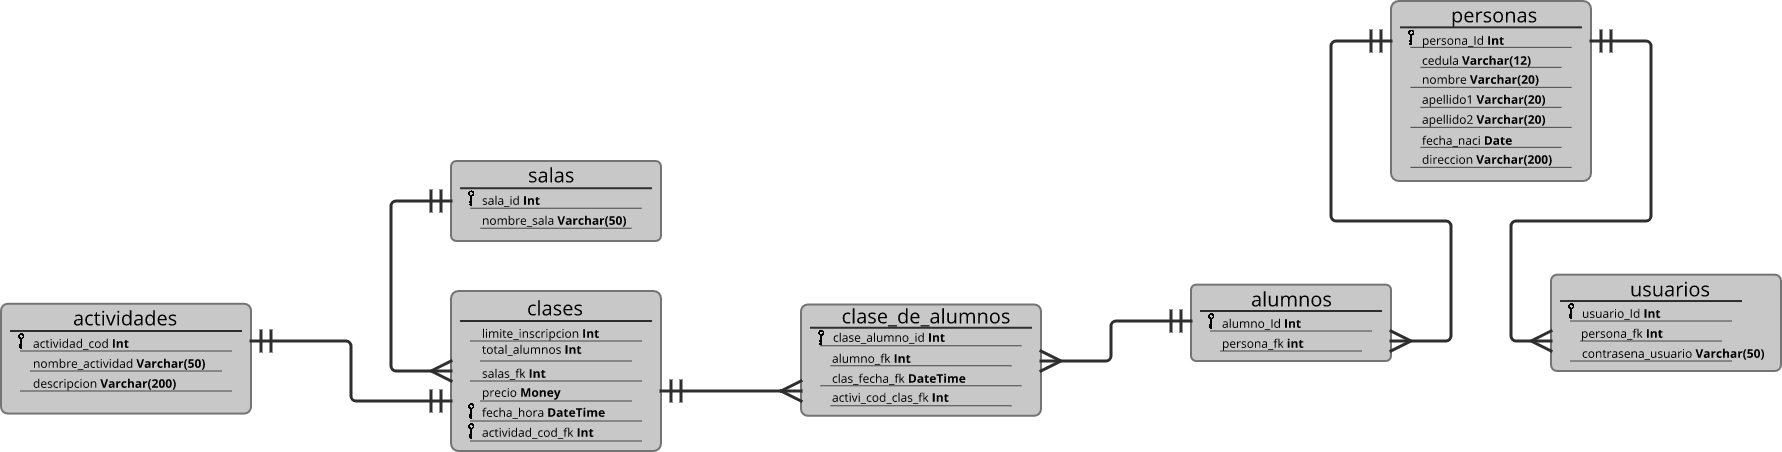 personas
persona_Id Int
cedula Varchar(12)
nombre Varchar(20)
apellido1 Varchar(20)
apellido2 Varchar(20)
fecha_naci Date
direccion Varchar(200)
salas
sala_id Int
nombre_sala Varchar(50)
actividades
actividad_cod Int
nombre_actividad Varchar(50)
descripcion Varchar(200)
clases
limite_inscripcion Int
total_alumnos Int
salas_fk Int
precio Money
fecha_hora DateTime
actividad_cod_fk Int
clase_de_alumnos
clase_alumno_id Int
alumno_fk Int
clas_fecha_fk DateTime
activi_cod_clas_fk Int
alumnos
alumno_Id Int
persona_fk int
usuarios
usuario_Id Int
persona_fk Int
contrasena_usuario Varchar(50)